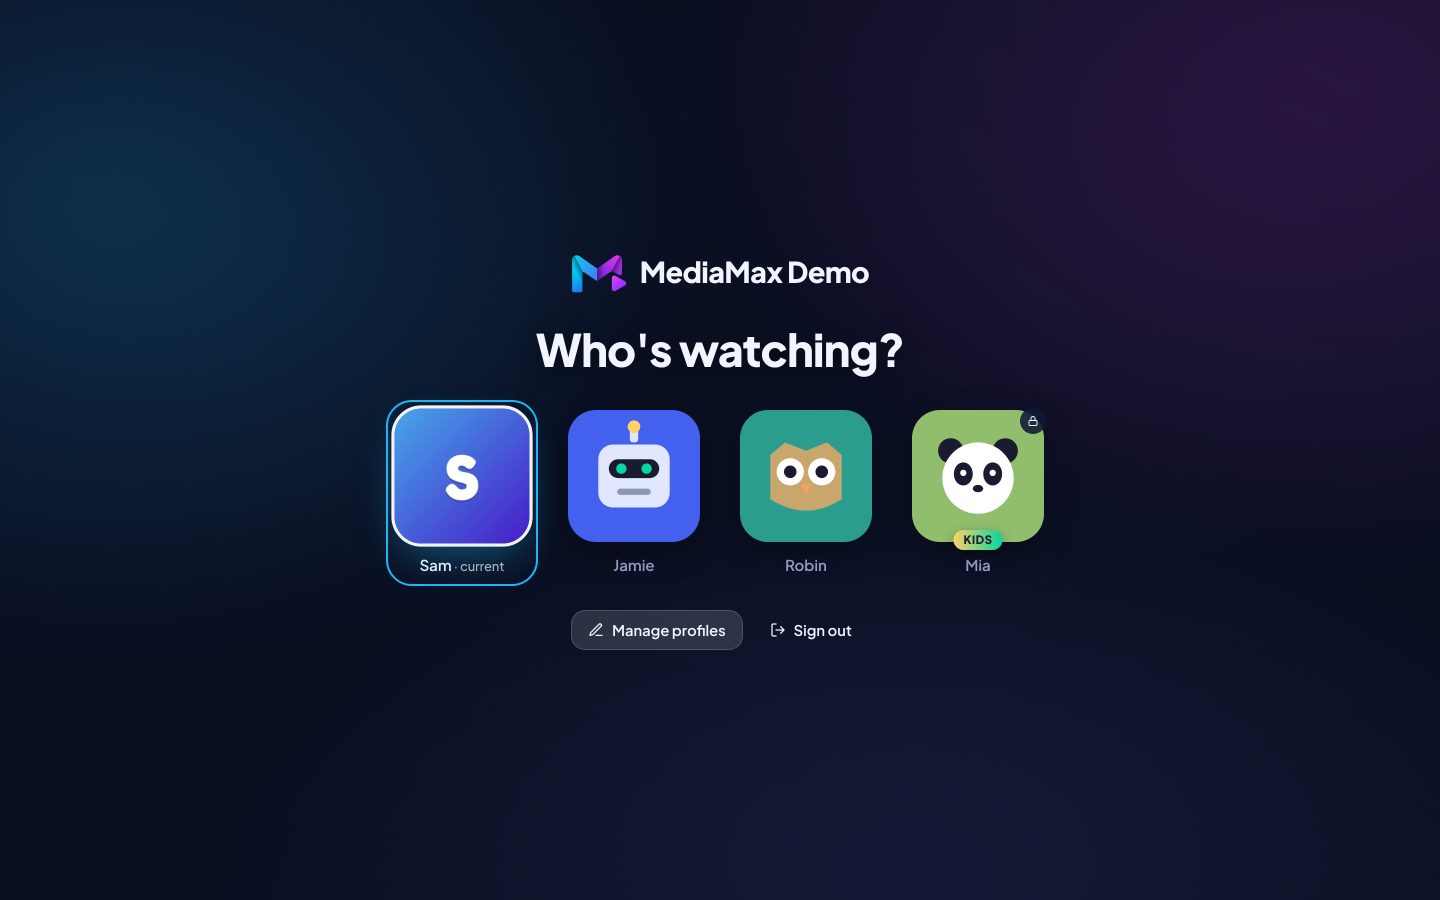 MediaMax Demo
Who's watching?
S
Sam · current
Jamie
Robin
KIDS
Mia
Manage profiles
Sign out